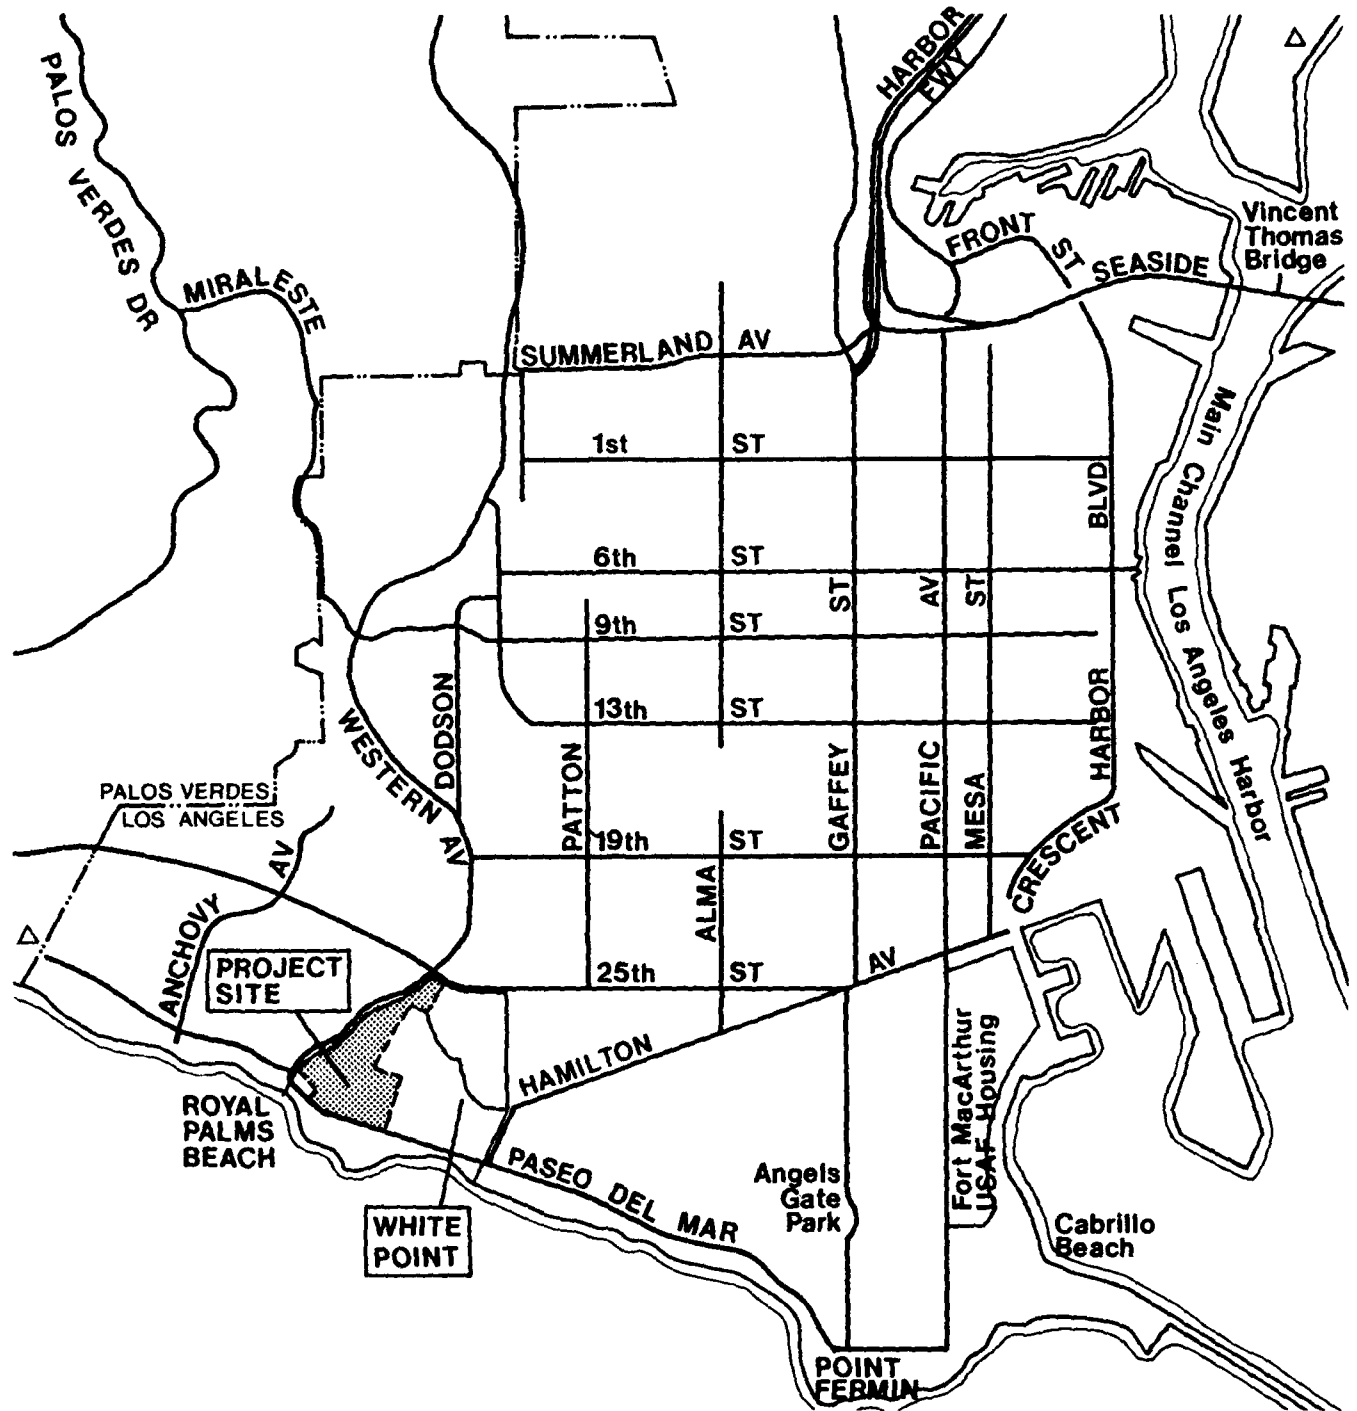 HARBOR
FWY
PALOS VERDES DR
MIRALESTE
FRONT ST
SEASIDE
Vincent
Thomas
Bridge
SUMMERLAND AV
1st ST
6th ST
9th ST
13th ST
19th ST
25th ST
Main Channel Los Angeles Harbor
HARBOR BLVD
GAFFEY ST
PACIFIC AV
MESA ST
DODSON
PATTON
ALMA
WESTERN AV
CRESCENT
PALOS VERDES
LOS ANGELES
ANCHOVY AV
PROJECT
SITE
HAMILTON AV
ROYAL
PALMS
BEACH
PASEO DEL MAR
WHITE
POINT
Angels
Gate
Park
Fort MacArthur
USAF Housing
Cabrillo
Beach
POINT
FERMIN